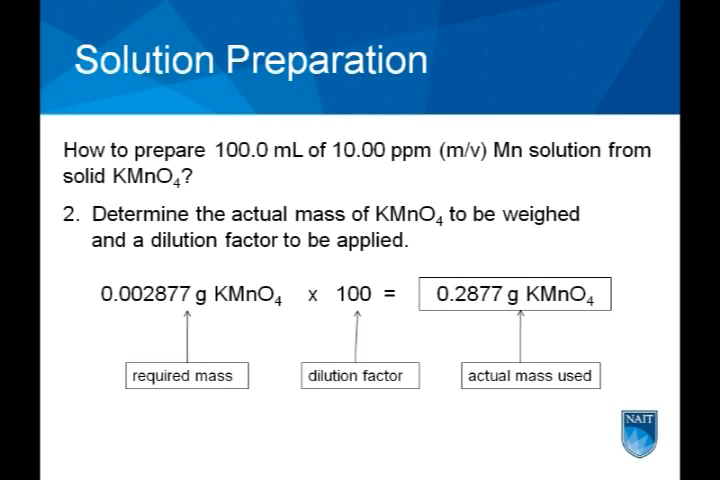 Solution Preparation
How to prepare 100.0 mL of 10.00 ppm (m/v) Mn solution from
solid KMnO₄?
2. Determine the actual mass of KMnO₄ to be weighed
and a dilution factor to be applied.
0.002877 g KMnO₄ x 100 = 0.2877 g KMnO₄
required mass dilution factor actual mass used
NAIT